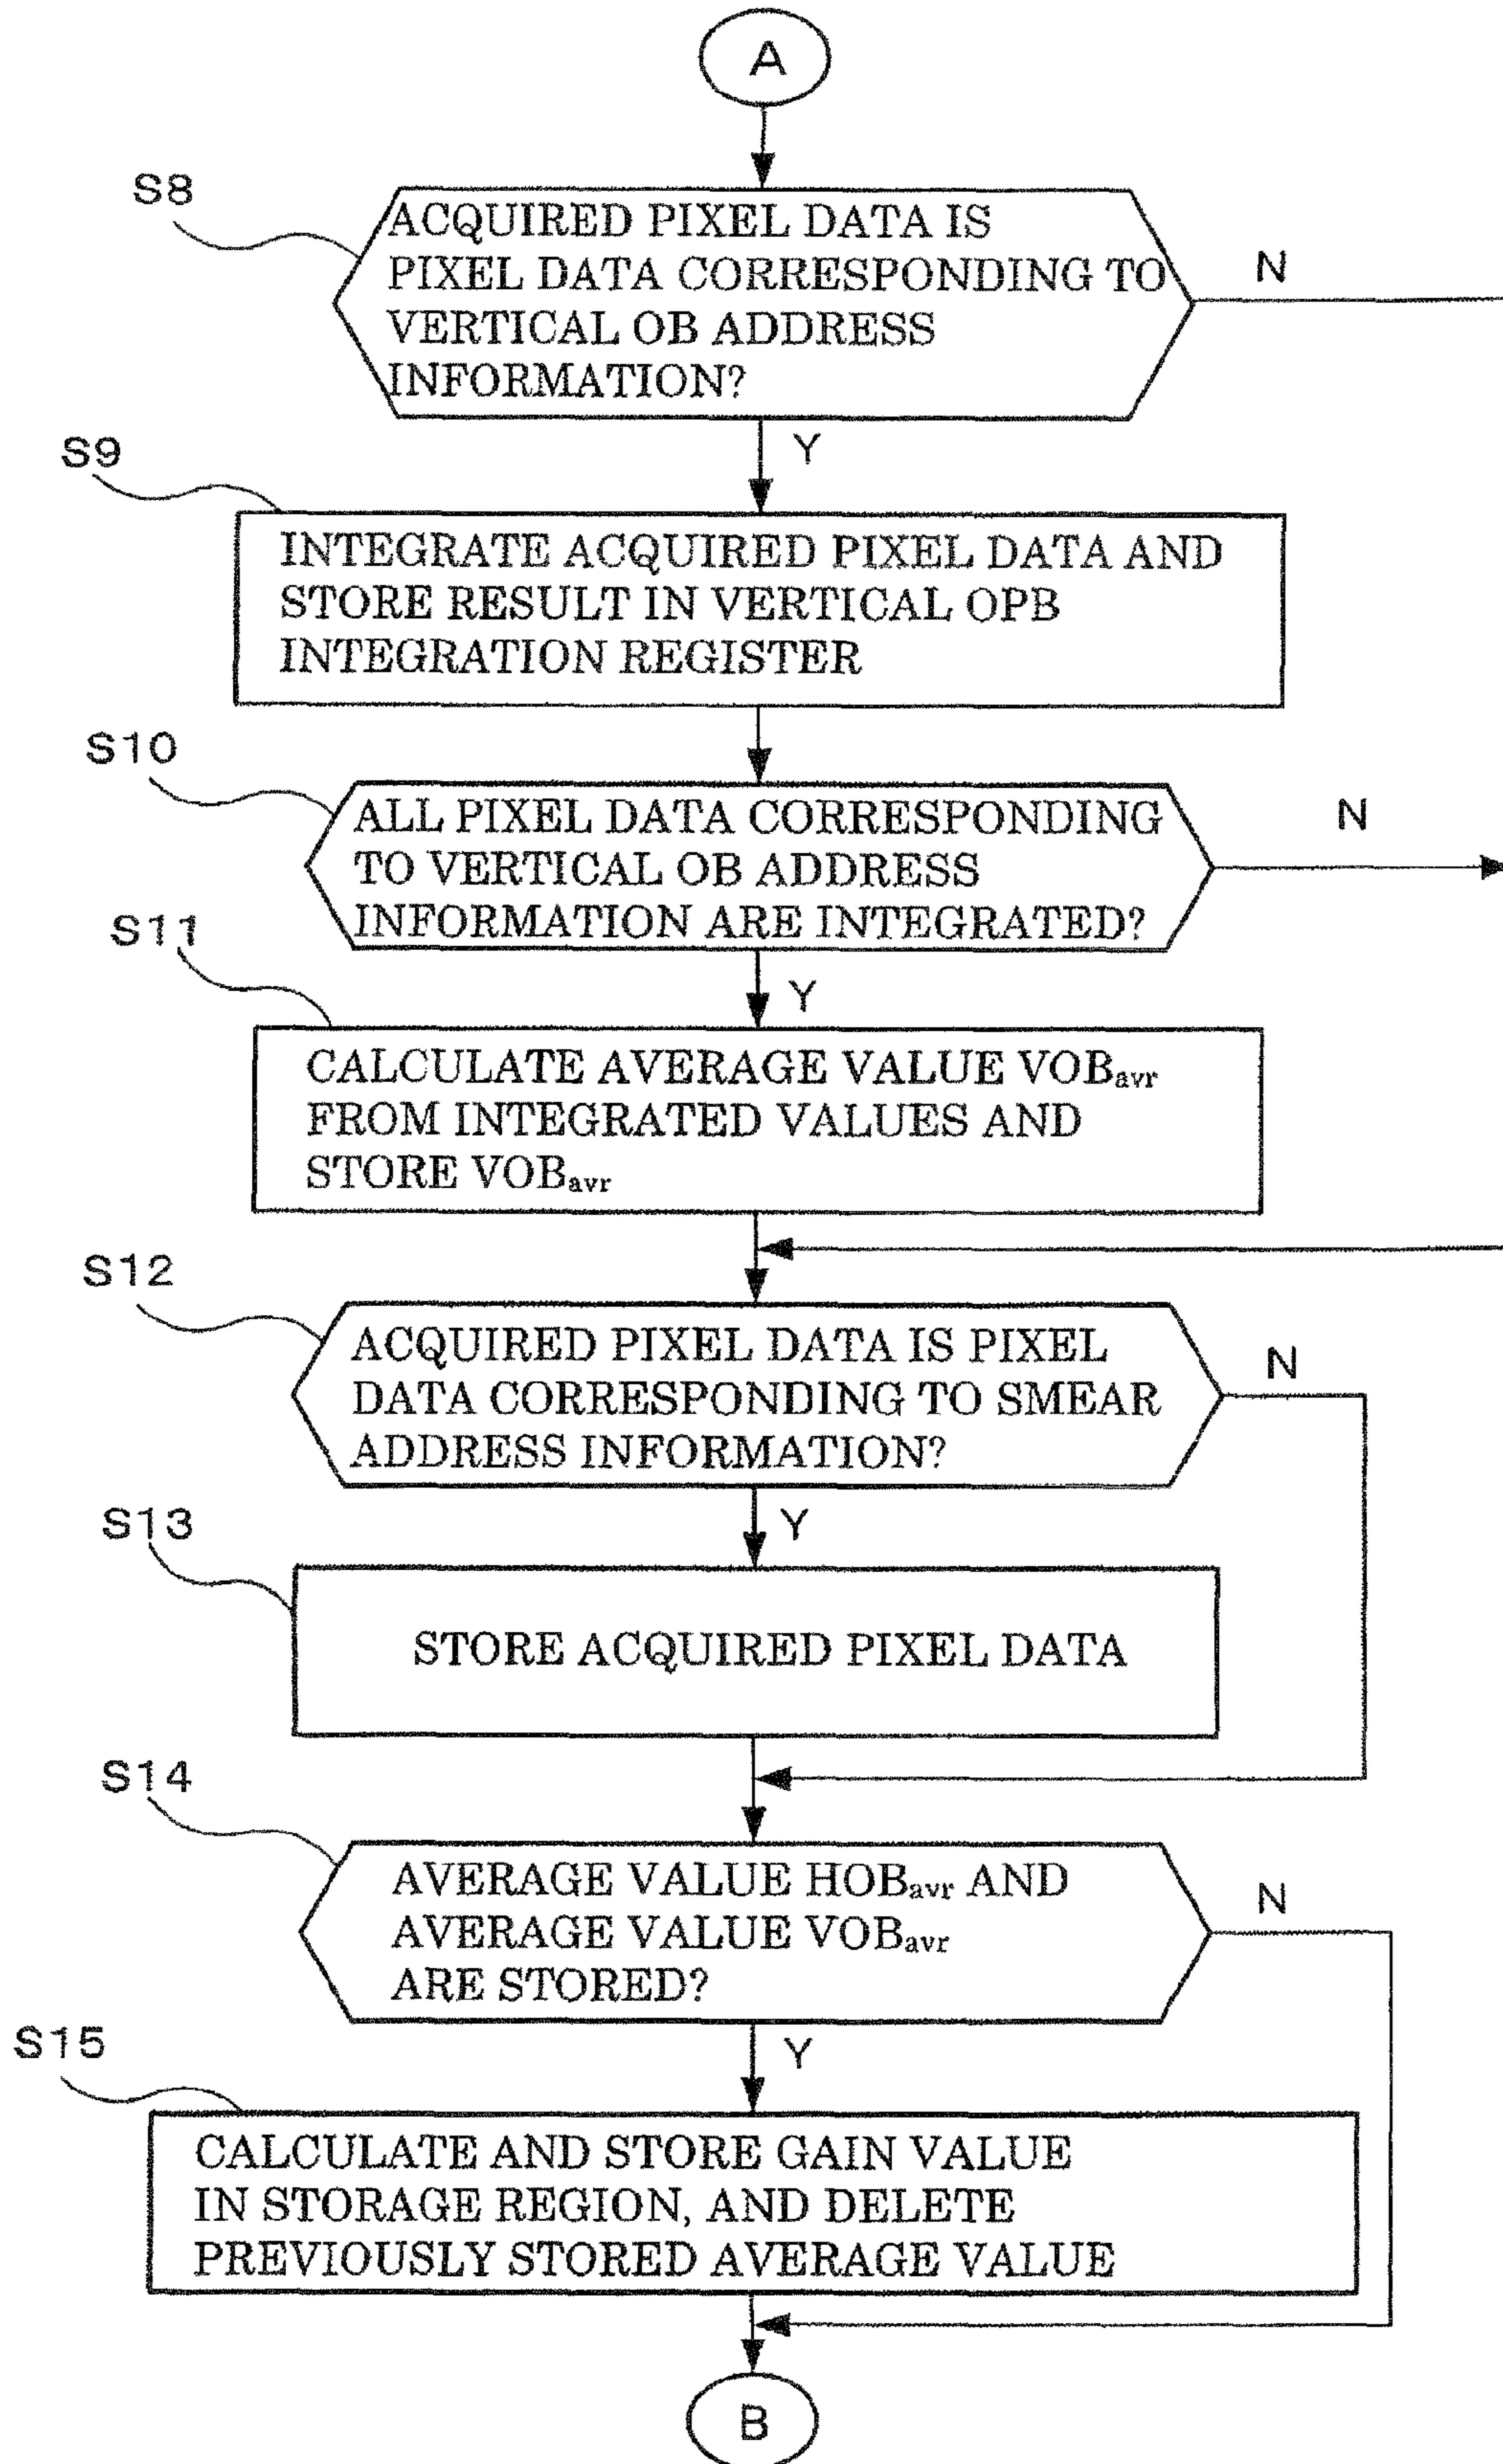 A
S8
ACQUIRED PIXEL DATA IS
PIXEL DATA CORRESPONDING TO
VERTICAL OB ADDRESS
INFORMATION?
N
Y
S9
INTEGRATE ACQUIRED PIXEL DATA AND
STORE RESULT IN VERTICAL OPB
INTEGRATION REGISTER
S10
ALL PIXEL DATA CORRESPONDING
TO VERTICAL OB ADDRESS
INFORMATION ARE INTEGRATED?
N
Y
S11
CALCULATE AVERAGE VALUE VOBavr
FROM INTEGRATED VALUES AND
STORE VOBavr
S12
ACQUIRED PIXEL DATA IS PIXEL
DATA CORRESPONDING TO SMEAR
ADDRESS INFORMATION?
N
Y
S13
STORE ACQUIRED PIXEL DATA
S14
AVERAGE VALUE HOBavr AND
AVERAGE VALUE VOBavr
ARE STORED?
N
Y
S15
CALCULATE AND STORE GAIN VALUE
IN STORAGE REGION, AND DELETE
PREVIOUSLY STORED AVERAGE VALUE
B